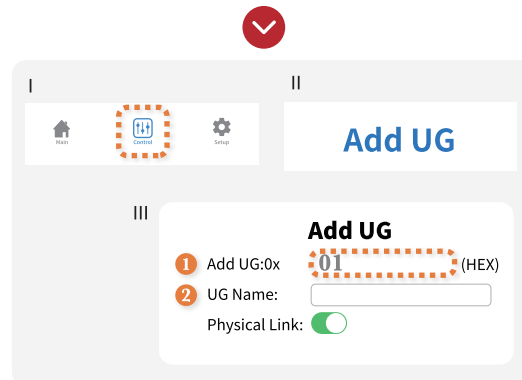 I
II
Main
Control
Setup
Add UG
III
Add UG
1 Add UG:0x 01 (HEX)
2 UG Name:
Physical Link: